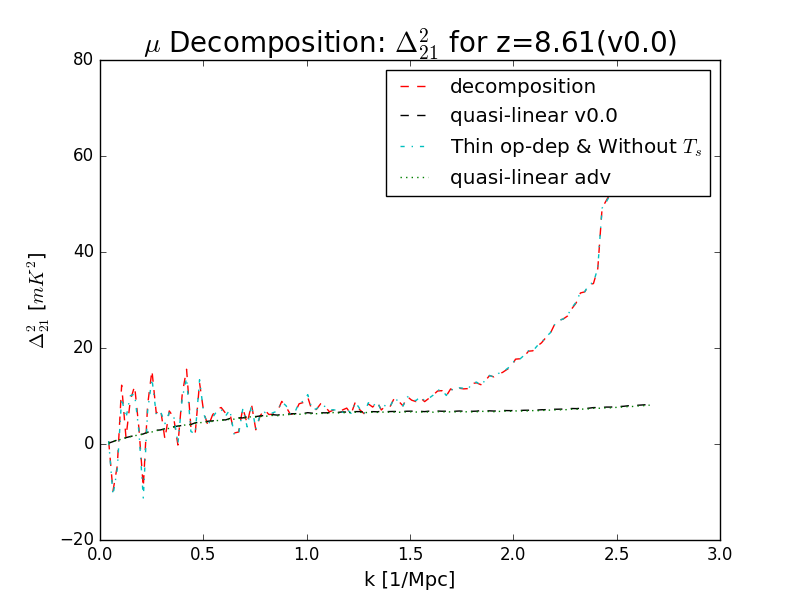 μ Decomposition: Δ²₂₁ for z=8.61(v0.0)
80
60
40
20
0
−20
Δ²₂₁ [mK²]
decomposition
quasi-linear v0.0
Thin op-dep & Without Tₛ
quasi-linear adv
0.0 0.5 1.0 1.5 2.0 2.5 3.0
k [1/Mpc]